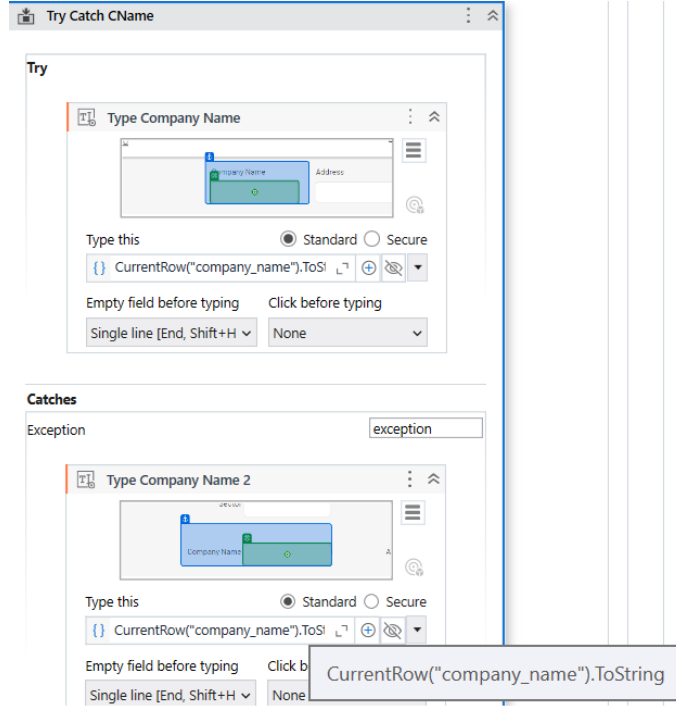 Try Catch CName
Try
Type Company Name
Company Name Address
Type this Standard Secure
{} CurrentRow("company_name").ToSt
Empty field before typing Click before typing
Single line [End, Shift+H None
Catches
Exception exception
Type Company Name 2
Sector
Company Name A
Type this Standard Secure
{} CurrentRow("company_name").ToSt
Empty field before typing Click b
CurrentRow("company_name").ToString
Single line [End, Shift+H None